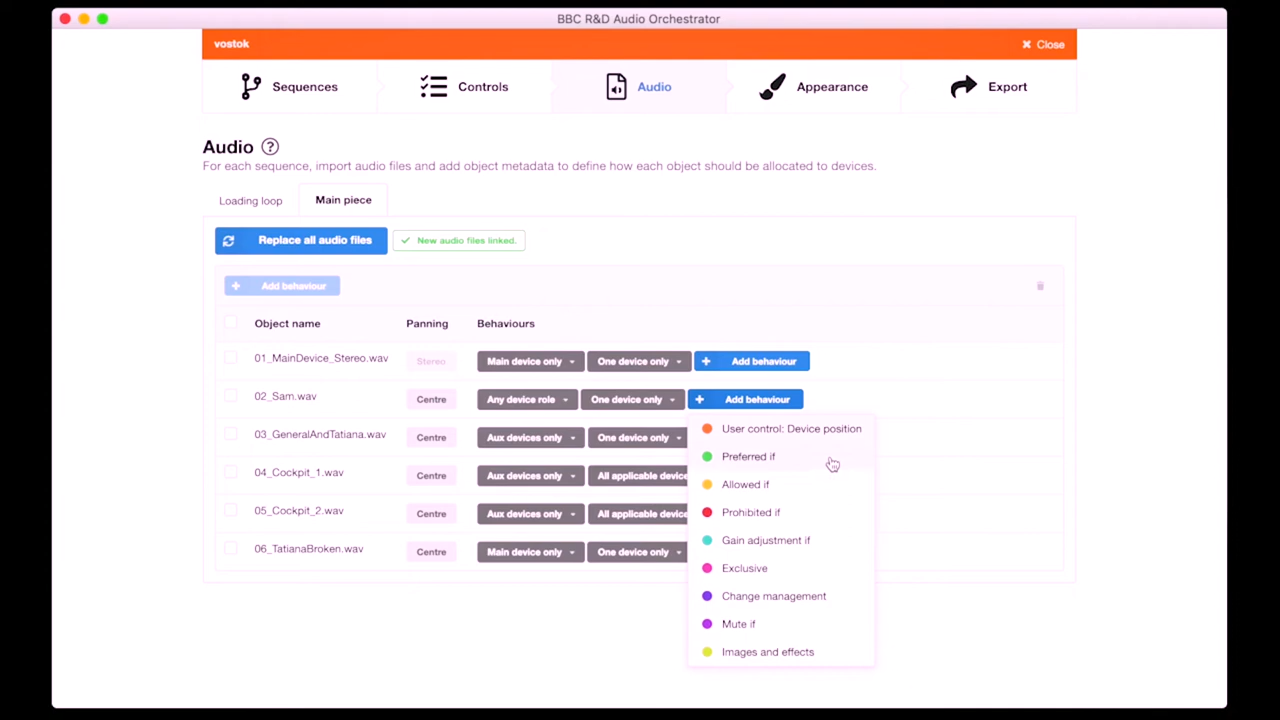 BBC R&D Audio Orchestrator
vostok
Close
Sequences
Controls
Audio
Appearance
Export
Audio ?
For each sequence, import audio files and add object metadata to define how each object should be allocated to devices.
Loading loop
Main piece
Replace all audio files
New audio files linked.
Add behaviour
Object name Panning Behaviours
01_MainDevice_Stereo.wav Stereo Main device only One device only Add behaviour
02_Sam.wav Centre Any device role One device only Add behaviour
03_GeneralAndTatiana.wav Centre Aux devices only One device only
04_Cockpit_1.wav Centre Aux devices only All applicable device
05_Cockpit_2.wav Centre Aux devices only All applicable device
06_TatianaBroken.wav Centre Main device only One device only
User control: Device position
Preferred if
Allowed if
Prohibited if
Gain adjustment if
Exclusive
Change management
Mute if
Images and effects